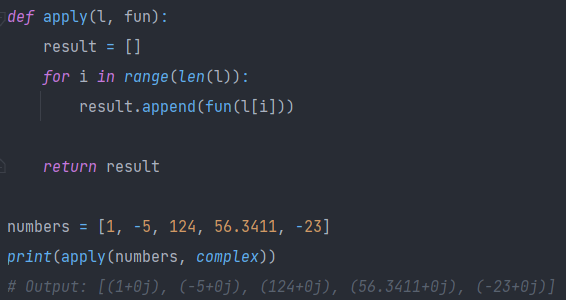 def apply(l, fun):
    result = []
    for i in range(len(l)):
        result.append(fun(l[i]))
    return result
numbers = [1, -5, 124, 56.3411, -23]
print(apply(numbers, complex))
# Output: [(1+0j), (-5+0j), (124+0j), (56.3411+0j), (-23+0j)]